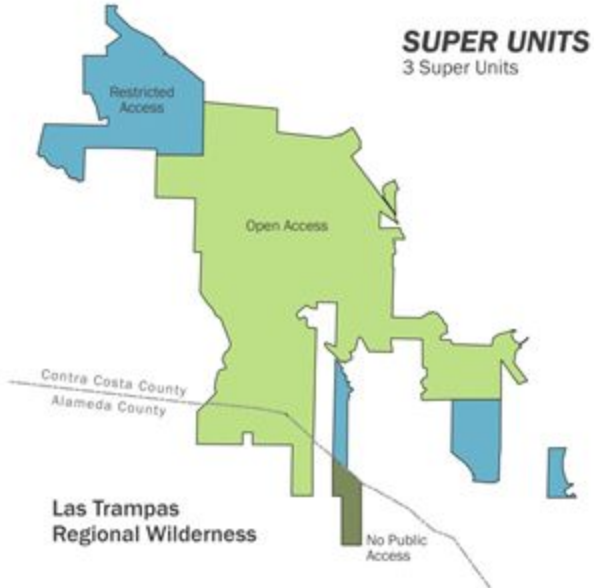 SUPER UNITS
3 Super Units
Restricted
Access
Open Access
Contra Costa County
Alameda County
Las Trampas
Regional Wilderness
No Public
Access